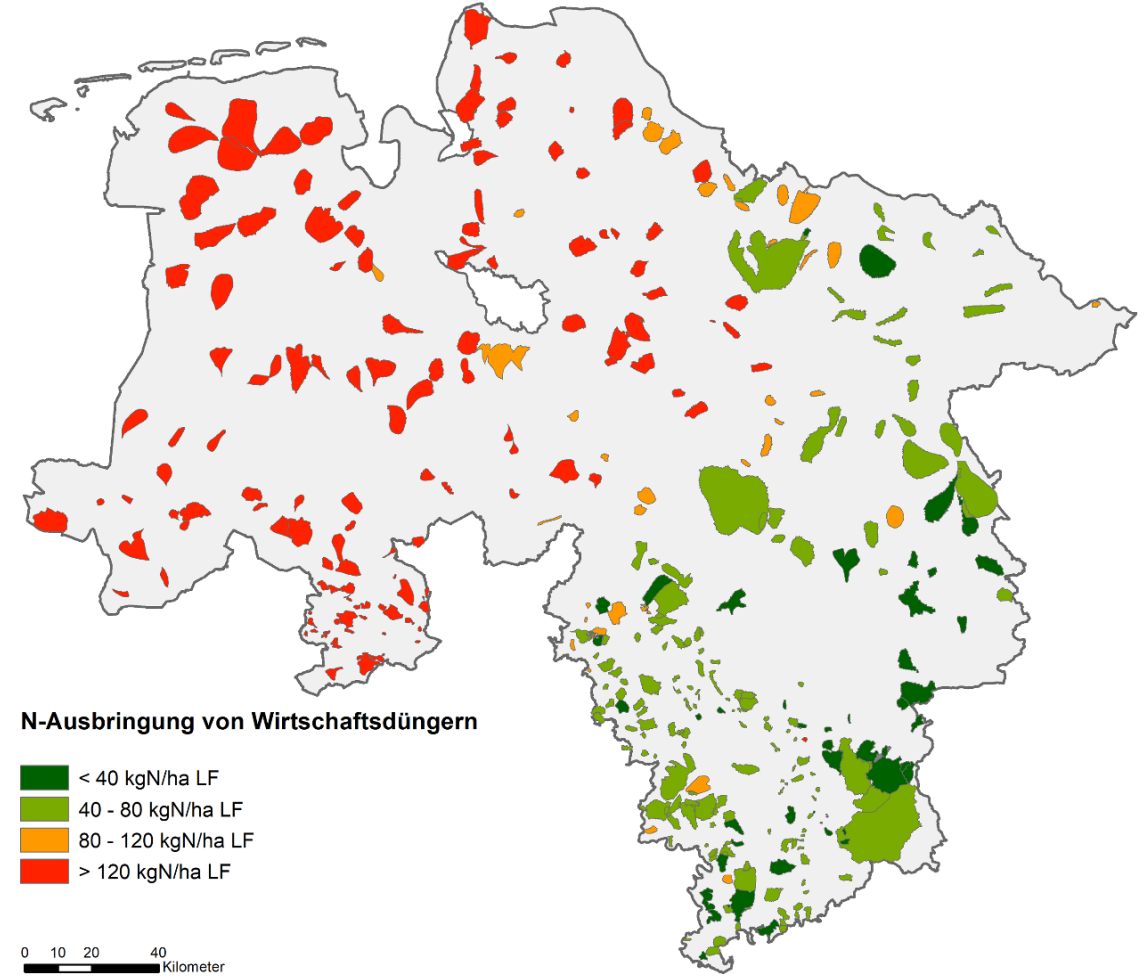 N-Ausbringung von Wirtschaftsdüngern
< 40 kgN/ha LF
40 - 80 kgN/ha LF
80 - 120 kgN/ha LF
> 120 kgN/ha LF
0 10 20 40
Kilometer